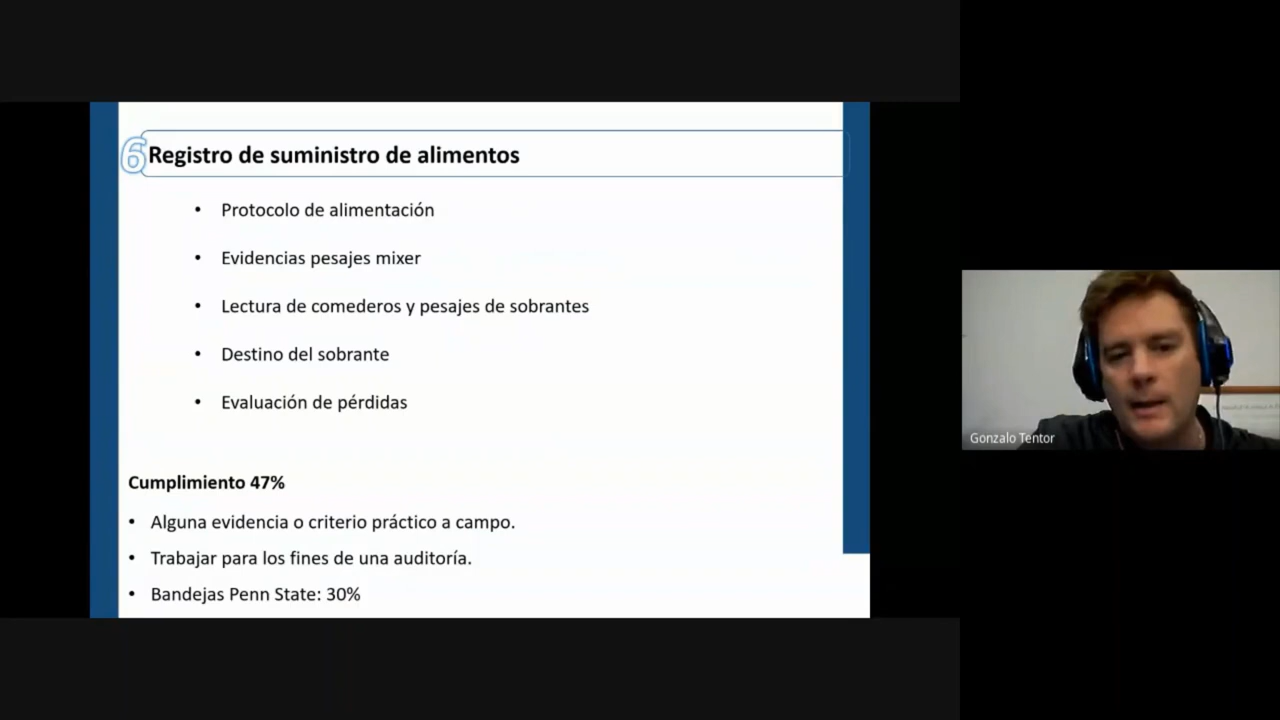 6 Registro de suministro de alimentos
• Protocolo de alimentación
• Evidencias pesajes mixer
• Lectura de comederos y pesajes de sobrantes
• Destino del sobrante
• Evaluación de pérdidas
Cumplimiento 47%
• Alguna evidencia o criterio práctico a campo.
• Trabajar para los fines de una auditoría.
• Bandejas Penn State: 30%
Gonzalo Tentor